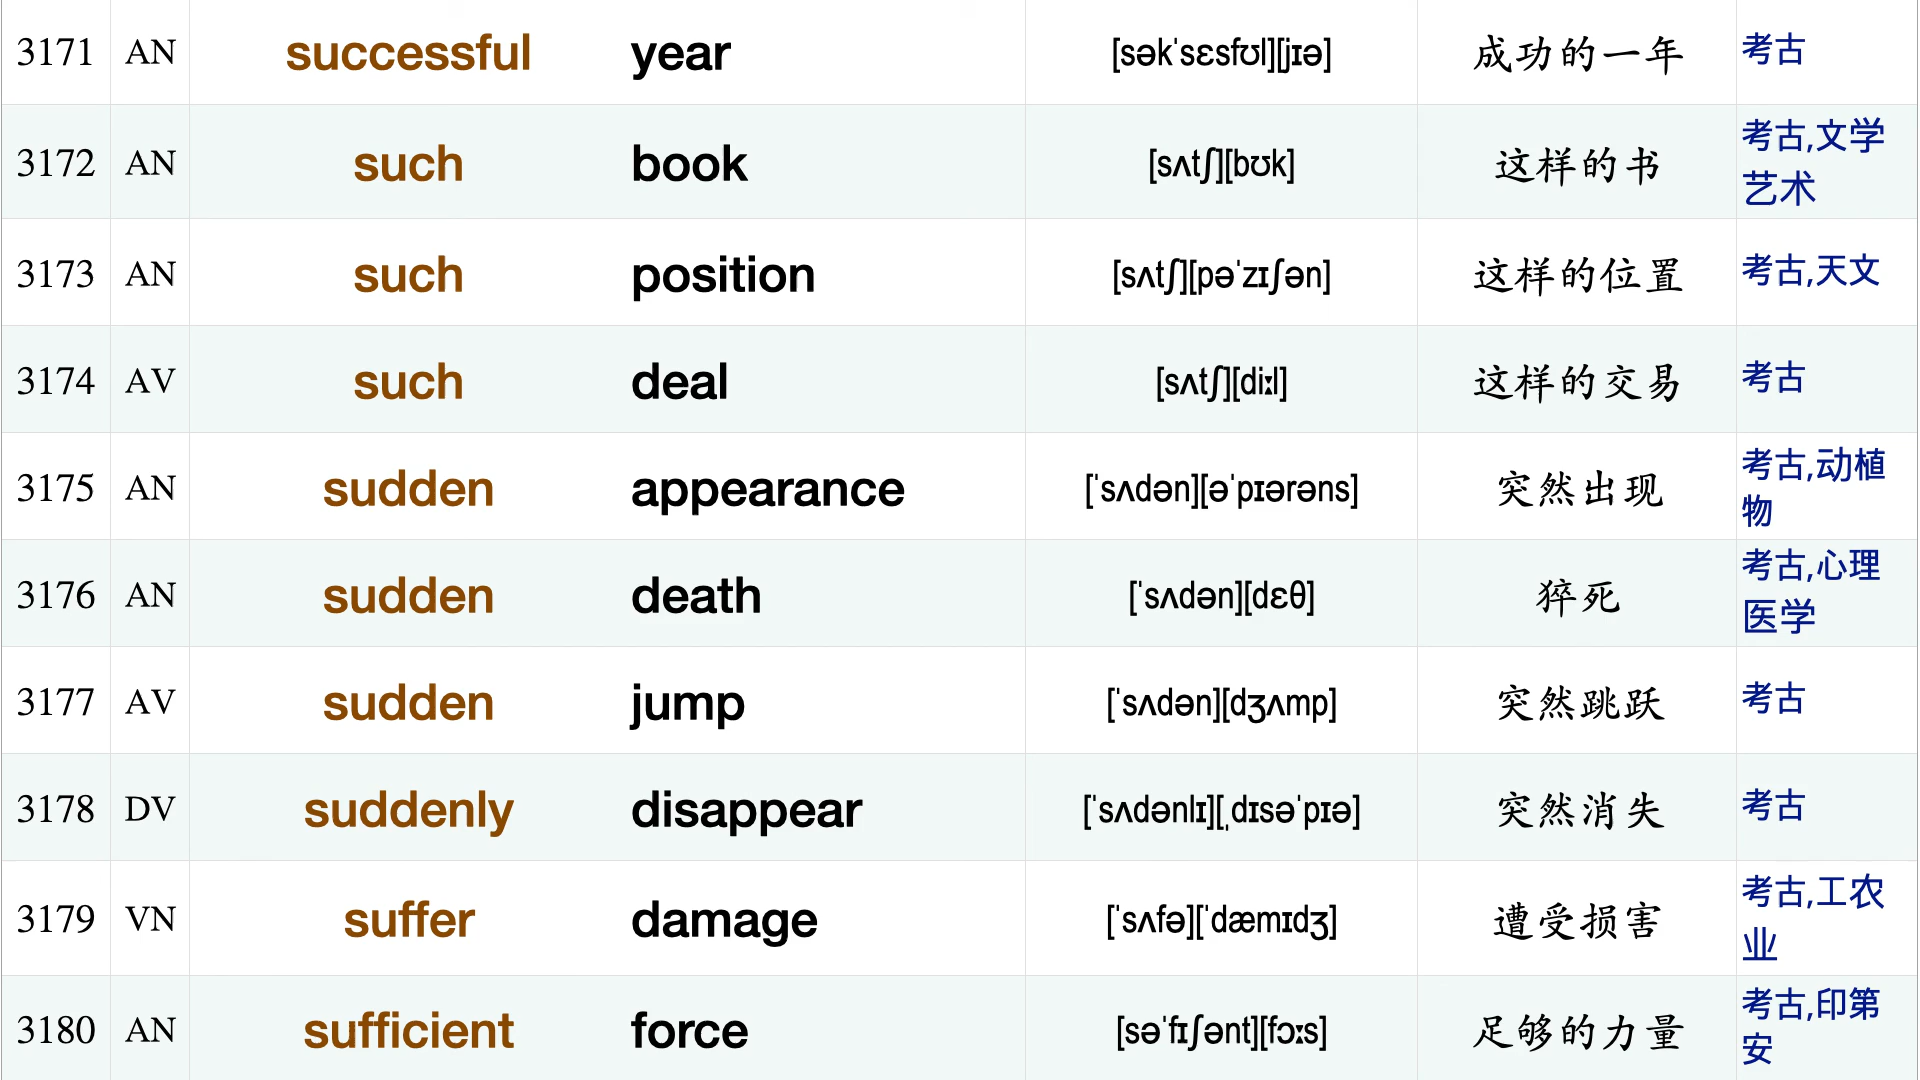 3171 AN successful year [səkˈsɛsfʊl][jɪə] 成功的一年 考古
3172 AN such book [sʌtʃ][bʊk] 这样的书 考古,文学
艺术
3173 AN such position [sʌtʃ][pəˈzɪʃən] 这样的位置 考古,天文
3174 AV such deal [sʌtʃ][diːl] 这样的交易 考古
3175 AN sudden appearance [ˈsʌdən][əˈpɪərəns] 突然出现 考古,动植
物
3176 AN sudden death [ˈsʌdən][dɛθ] 猝死 考古,心理
医学
3177 AV sudden jump [ˈsʌdən][dʒʌmp] 突然跳跃 考古
3178 DV suddenly disappear [ˈsʌdənlɪ][ˌdɪsəˈpɪə] 突然消失 考古
3179 VN suffer damage [ˈsʌfə][ˈdæmɪdʒ] 遭受损害 考古,工农
业
3180 AN sufficient force [səˈfɪʃənt][fɔːs] 足够的力量 考古,印第
安